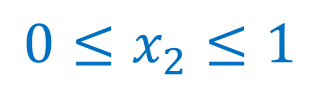 0 ≤ x₂ ≤ 1